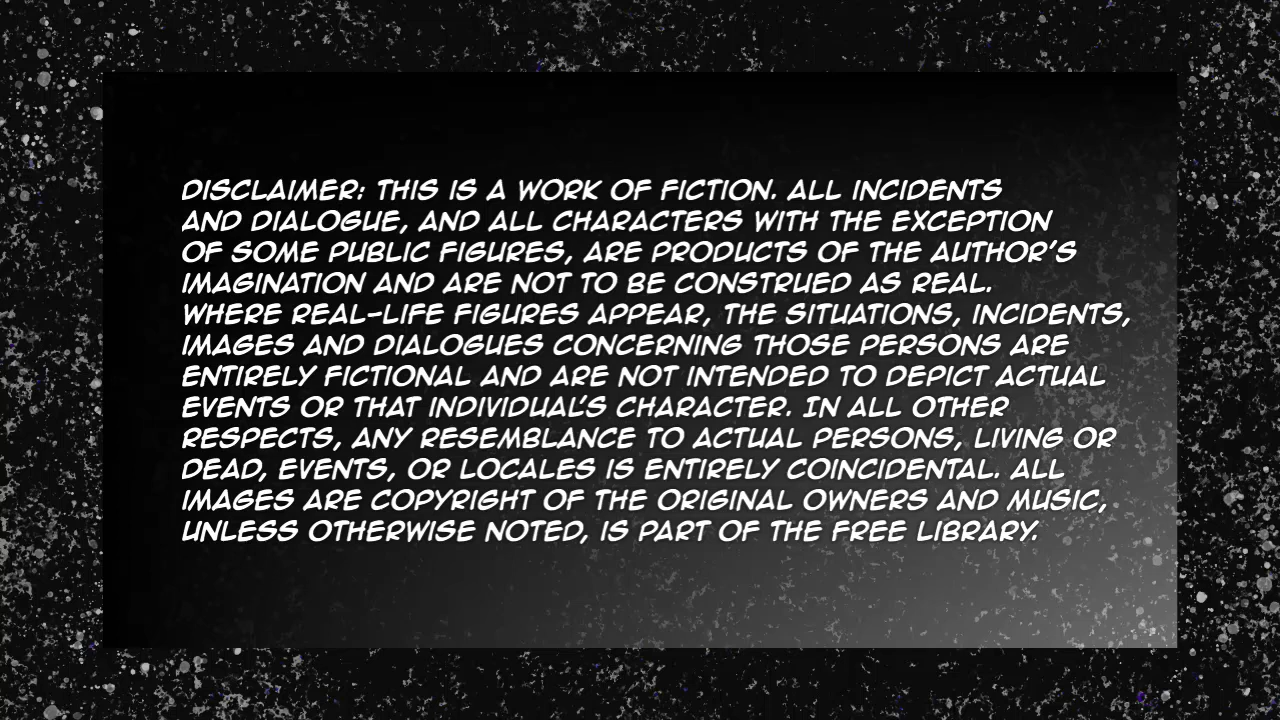 DISCLAIMER: THIS IS A WORK OF FICTION. ALL INCIDENTS
AND DIALOGUE, AND ALL CHARACTERS WITH THE EXCEPTION
OF SOME PUBLIC FIGURES, ARE PRODUCTS OF THE AUTHOR'S
IMAGINATION AND ARE NOT TO BE CONSTRUED AS REAL.
WHERE REAL-LIFE FIGURES APPEAR, THE SITUATIONS, INCIDENTS,
IMAGES AND DIALOGUES CONCERNING THOSE PERSONS ARE
ENTIRELY FICTIONAL AND ARE NOT INTENDED TO DEPICT ACTUAL
EVENTS OR THAT INDIVIDUAL'S CHARACTER. IN ALL OTHER
RESPECTS, ANY RESEMBLANCE TO ACTUAL PERSONS, LIVING OR
DEAD, EVENTS, OR LOCALES IS ENTIRELY COINCIDENTAL. ALL
IMAGES ARE COPYRIGHT OF THE ORIGINAL OWNERS AND MUSIC,
UNLESS OTHERWISE NOTED, IS PART OF THE FREE LIBRARY.